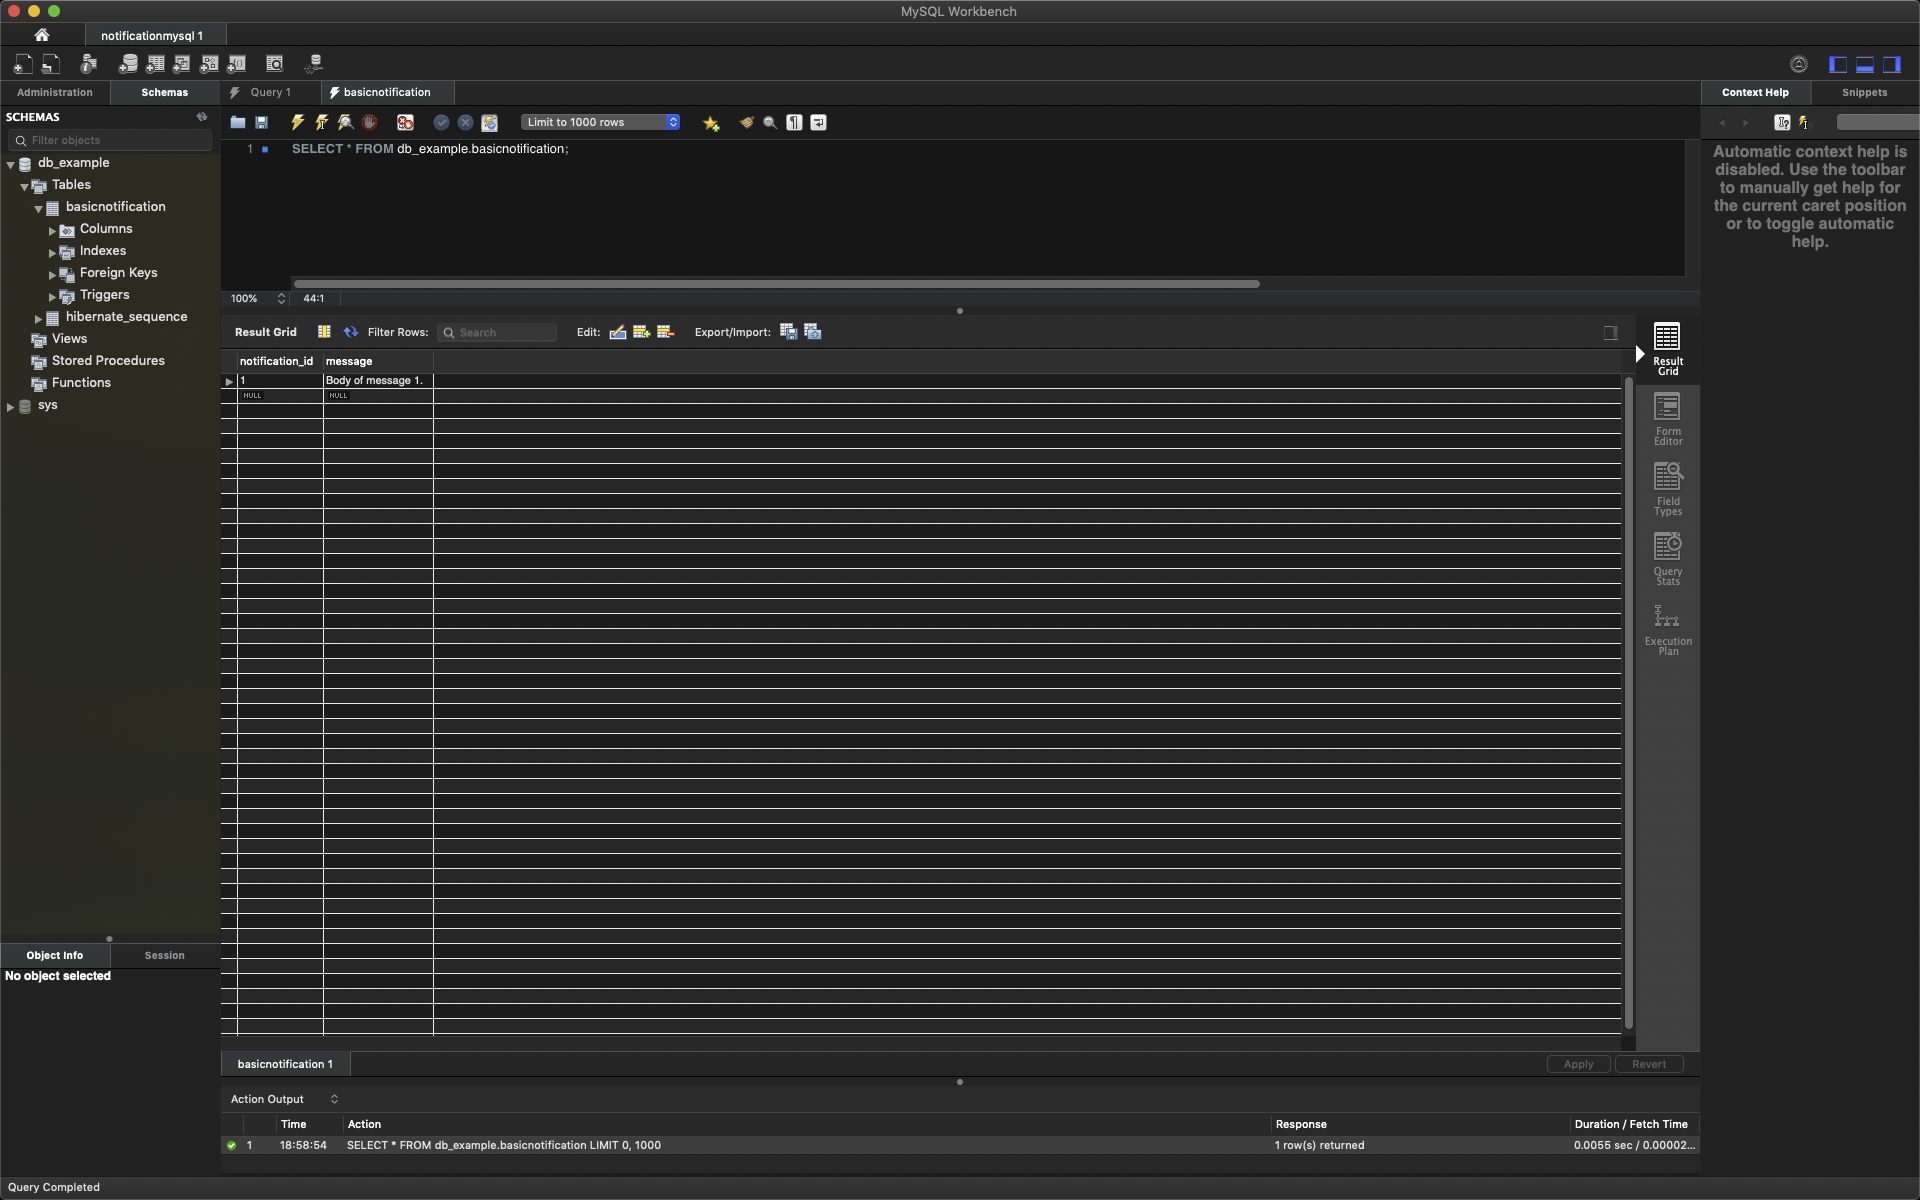 MySQL Workbench
notificationmysql 1
Administration
Schemas
Query 1
basicnotification
Context Help
Snippets
SCHEMAS
Filter objects
db_example
Tables
basicnotification
Columns
Indexes
Foreign Keys
Triggers
hibernate_sequence
Views
Stored Procedures
Functions
sys
Limit to 1000 rows
1 SELECT * FROM db_example.basicnotification;
100% 44:1
Automatic context help is
disabled. Use the toolbar
to manually get help for
the current caret position
or to toggle automatic
help.
Result Grid
Filter Rows:
Search
Edit:
Export/Import:
notification_id message
1 Body of message 1.
NULL NULL
Result
Grid
Form
Editor
Field
Types
Query
Stats
Execution
Plan
Object Info
Session
No object selected
basicnotification 1
Apply
Revert
Action Output
Time Action Response Duration / Fetch Time
1 18:58:54 SELECT * FROM db_example.basicnotification LIMIT 0, 1000 1 row(s) returned 0.0055 sec / 0.00002...
Query Completed